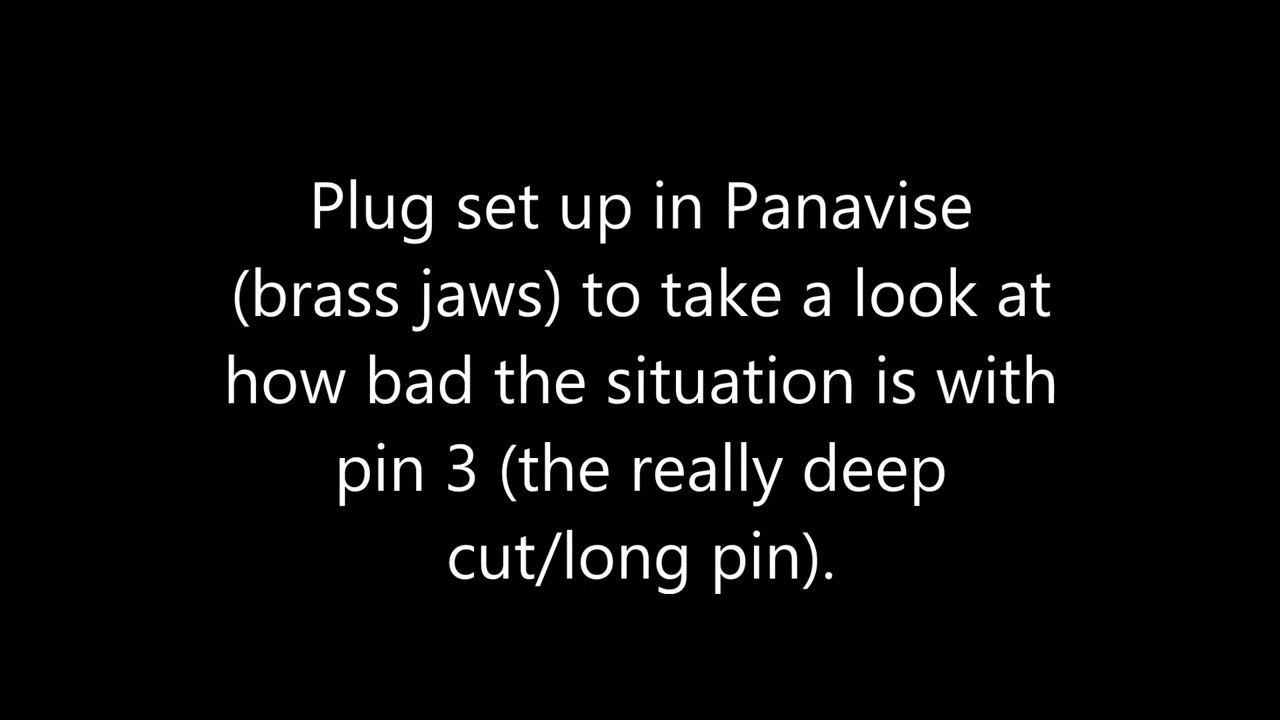 Plug set up in Panavise
(brass jaws) to take a look at
how bad the situation is with
pin 3 (the really deep
cut/long pin).